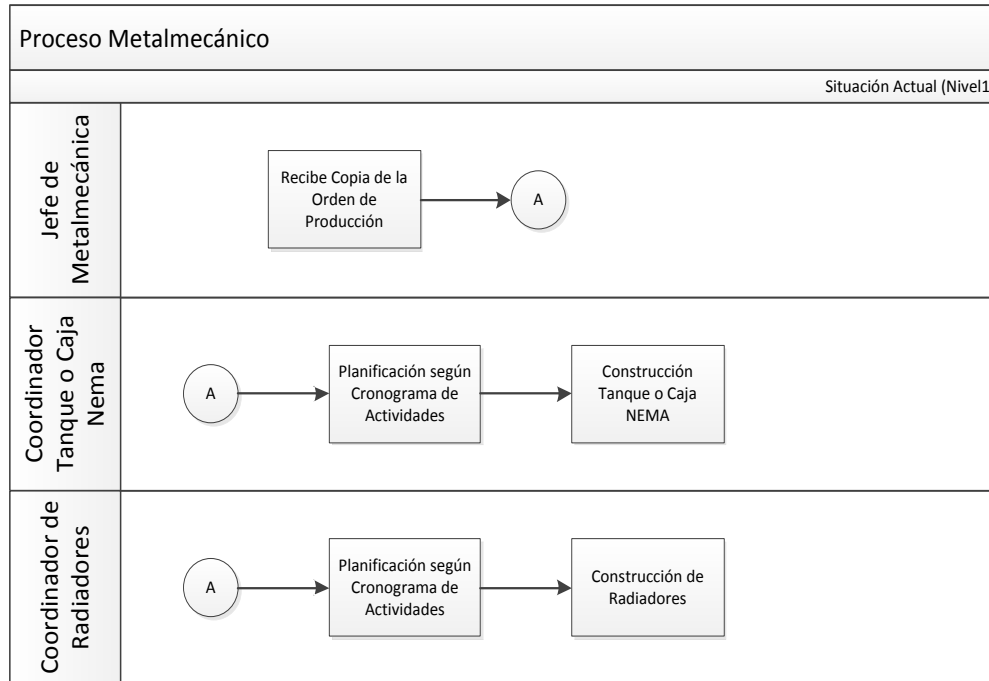 Proceso Metalmecánico
Situación Actual (Nivel1
Jefe de
Metalmecánica
Recibe Copia de la
Orden de
Producción
A
Coordinador
Tanque o Caja
Nema
A
Planificación según
Cronograma de
Actividades
Construcción
Tanque o Caja
NEMA
Coordinador de
Radiadores
A
Planificación según
Cronograma de
Actividades
Construcción de
Radiadores